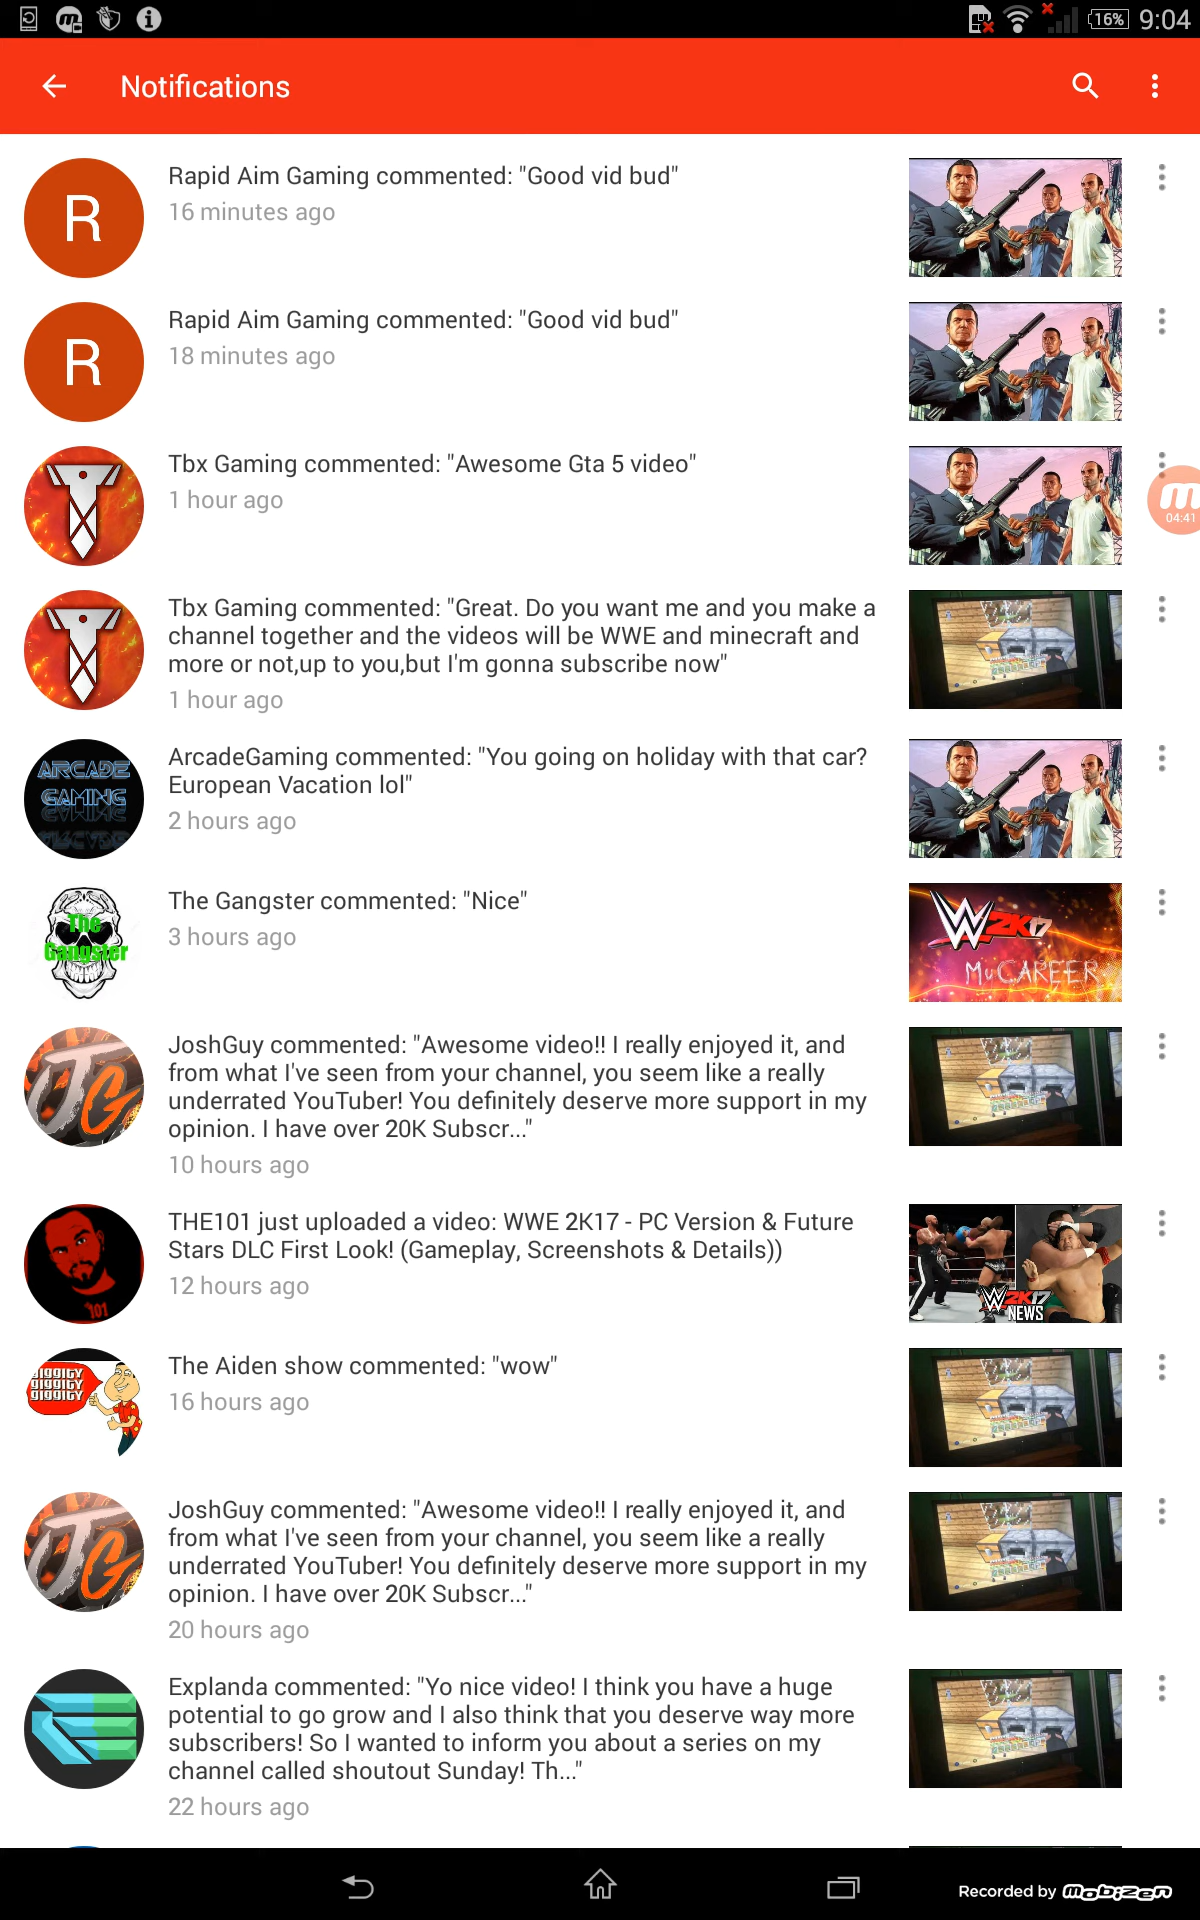 16% 9:04
Notifications
R
Rapid Aim Gaming commented: "Good vid bud"
16 minutes ago
R
Rapid Aim Gaming commented: "Good vid bud"
18 minutes ago
Tbx Gaming commented: "Awesome Gta 5 video"
1 hour ago
m
04:41
Tbx Gaming commented: "Great. Do you want me and you make a
channel together and the videos will be WWE and minecraft and
more or not,up to you,but I'm gonna subscribe now"
1 hour ago
ARCADE
GAMING
ArcadeGaming commented: "You going on holiday with that car?
European Vacation lol"
2 hours ago
The
Gangster
The Gangster commented: "Nice"
3 hours ago
W 2K17
MyCAREER
JG
JoshGuy commented: "Awesome video!! I really enjoyed it, and
from what I've seen from your channel, you seem like a really
underrated YouTuber! You definitely deserve more support in my
opinion. I have over 20K Subscr..."
10 hours ago
101
THE101 just uploaded a video: WWE 2K17 - PC Version & Future
Stars DLC First Look! (Gameplay, Screenshots & Details))
12 hours ago
W 2K17
NEWS
GIGGITY
GIGGITY
GIGGITY
The Aiden show commented: "wow"
16 hours ago
JG
JoshGuy commented: "Awesome video!! I really enjoyed it, and
from what I've seen from your channel, you seem like a really
underrated YouTuber! You definitely deserve more support in my
opinion. I have over 20K Subscr..."
20 hours ago
Explanda commented: "Yo nice video! I think you have a huge
potential to go grow and I also think that you deserve way more
subscribers! So I wanted to inform you about a series on my
channel called shoutout Sunday! Th..."
22 hours ago
Recorded by Mobizen